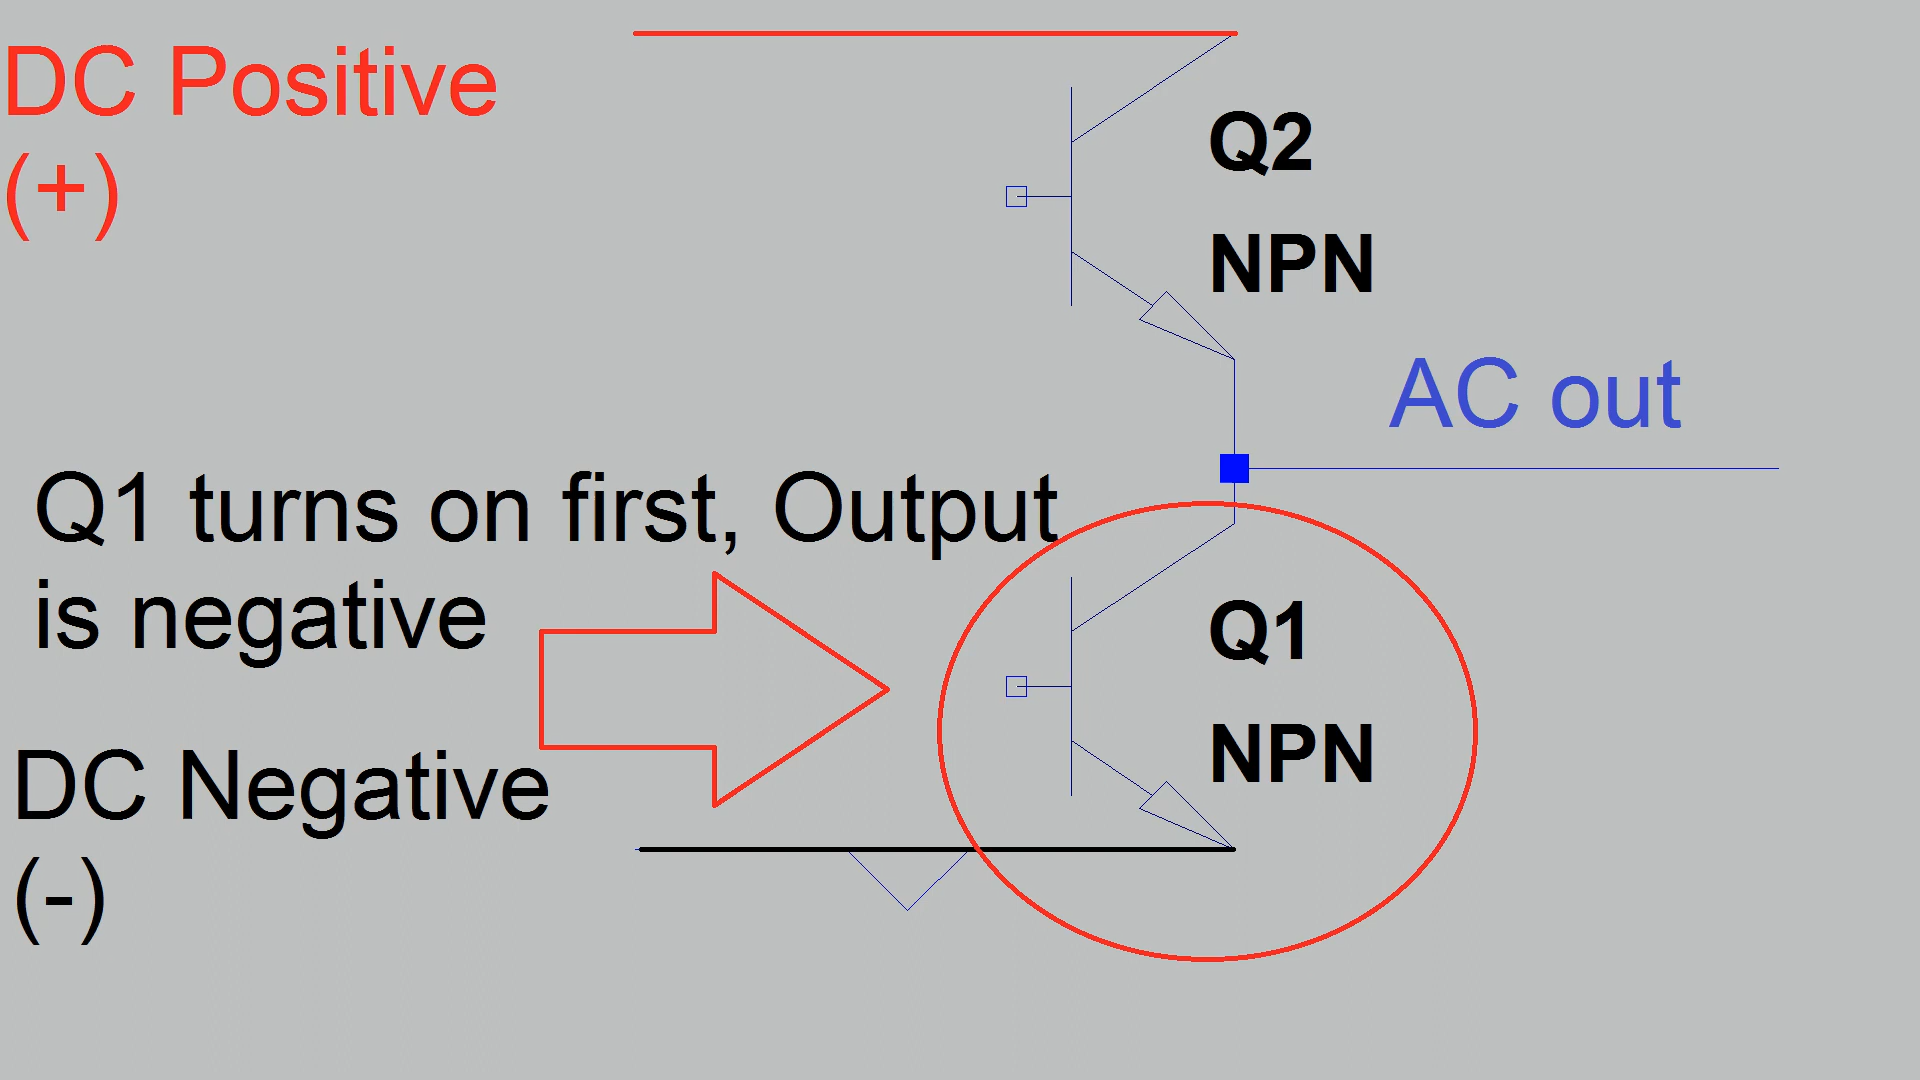 DC Positive
(+)
Q2
NPN
AC out
Q1 turns on first, Output
is negative
Q1
NPN
DC Negative
(-)